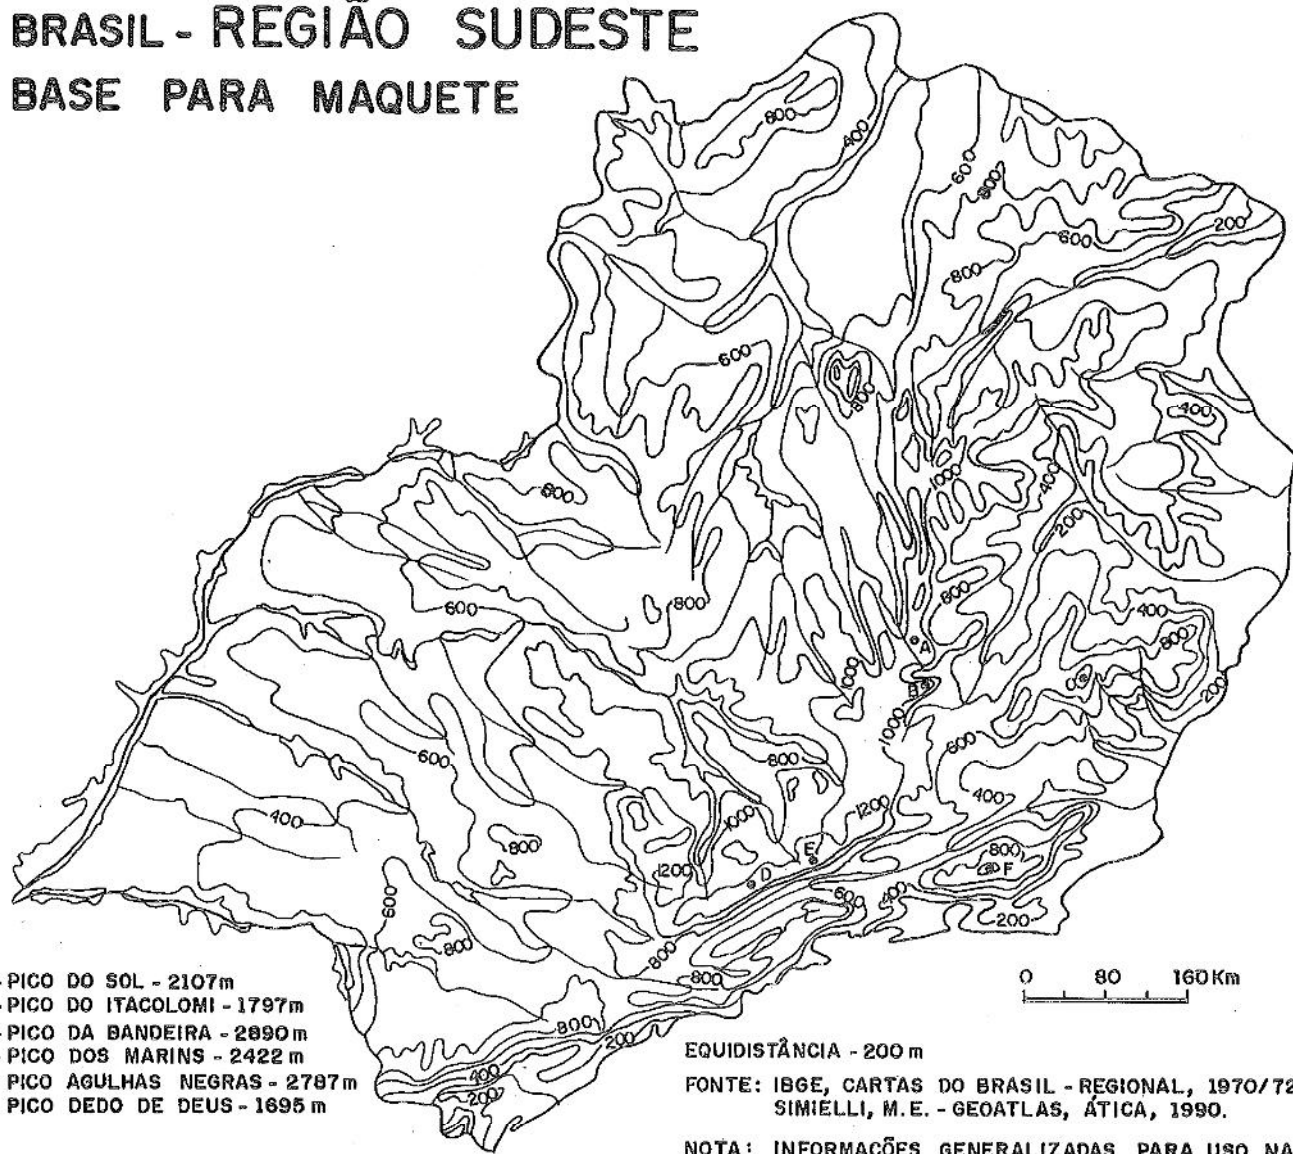 BRASIL - REGIÃO SUDESTE
BASE PARA MAQUETE
800
400
600
800
200
600
800
600
800
400
1000
400
800
200
600
800
800
400
A
800
1000
B
C
200
1000
600
800
800
600
400
400
1000
1200
800
E
1200
800
D
F
600
600
400
200
800
800
800
800
200
400
200
0 80 160Km
- PICO DO SOL - 2107m
- PICO DO ITACOLOMI - 1797m
- PICO DA BANDEIRA - 2890m
- PICO DOS MARINS - 2422m
PICO AGULHAS NEGRAS - 2787m
PICO DEDO DE DEUS - 1695m
EQUIDISTÂNCIA - 200m
FONTE: IBGE, CARTAS DO BRASIL - REGIONAL, 1970/72
SIMIELLI, M.E. - GEOATLAS, ÁTICA, 1990.
NOTA: INFORMAÇÕES GENERALIZADAS PARA USO NA